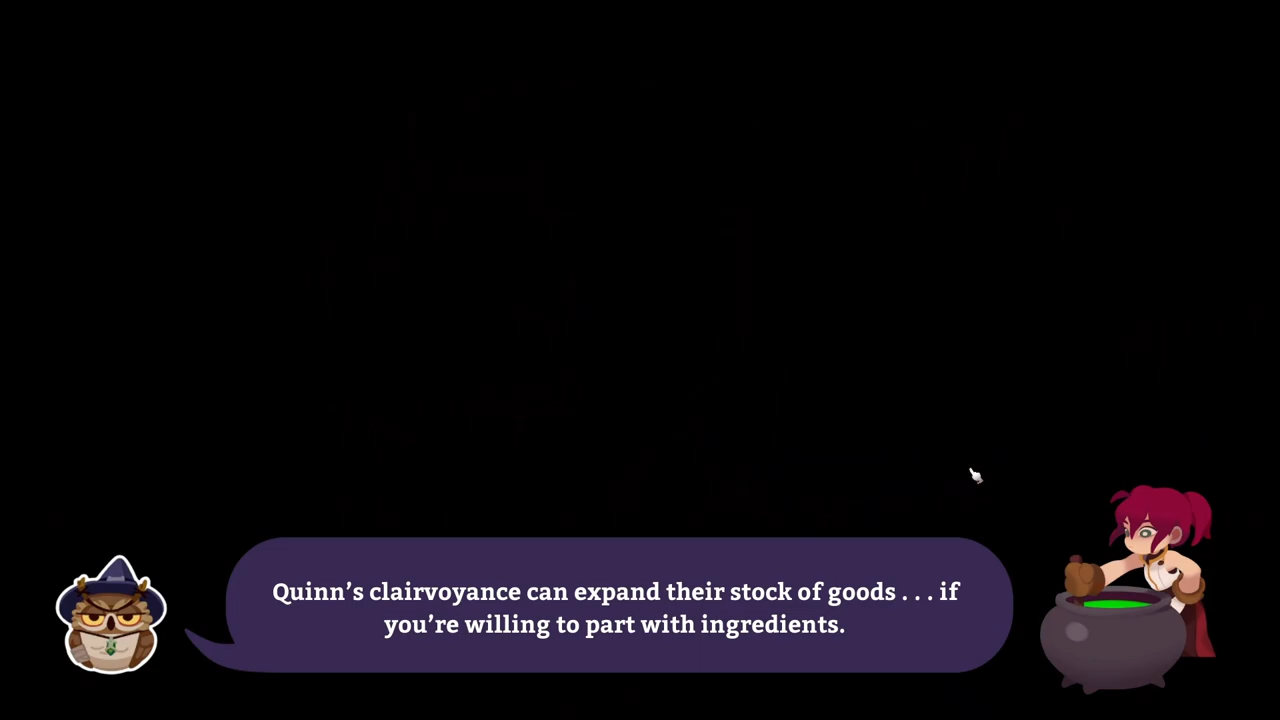 Quinn’s clairvoyance can expand their stock of goods . . . if
you’re willing to part with ingredients.